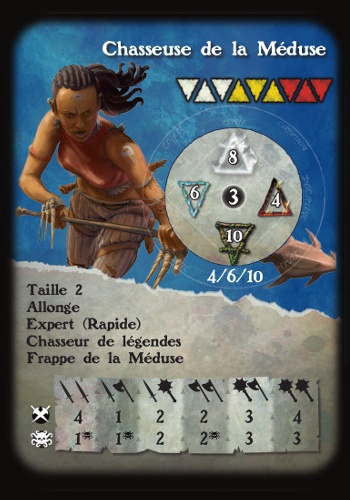 Chasseuse de la Méduse
8
6 3 4
10
4/6/10
Taille 2
Allonge
Expert (Rapide)
Chasseur de légendes
Frappe de la Méduse
4 1 2 2 3 4
1 1 2 2 3 3